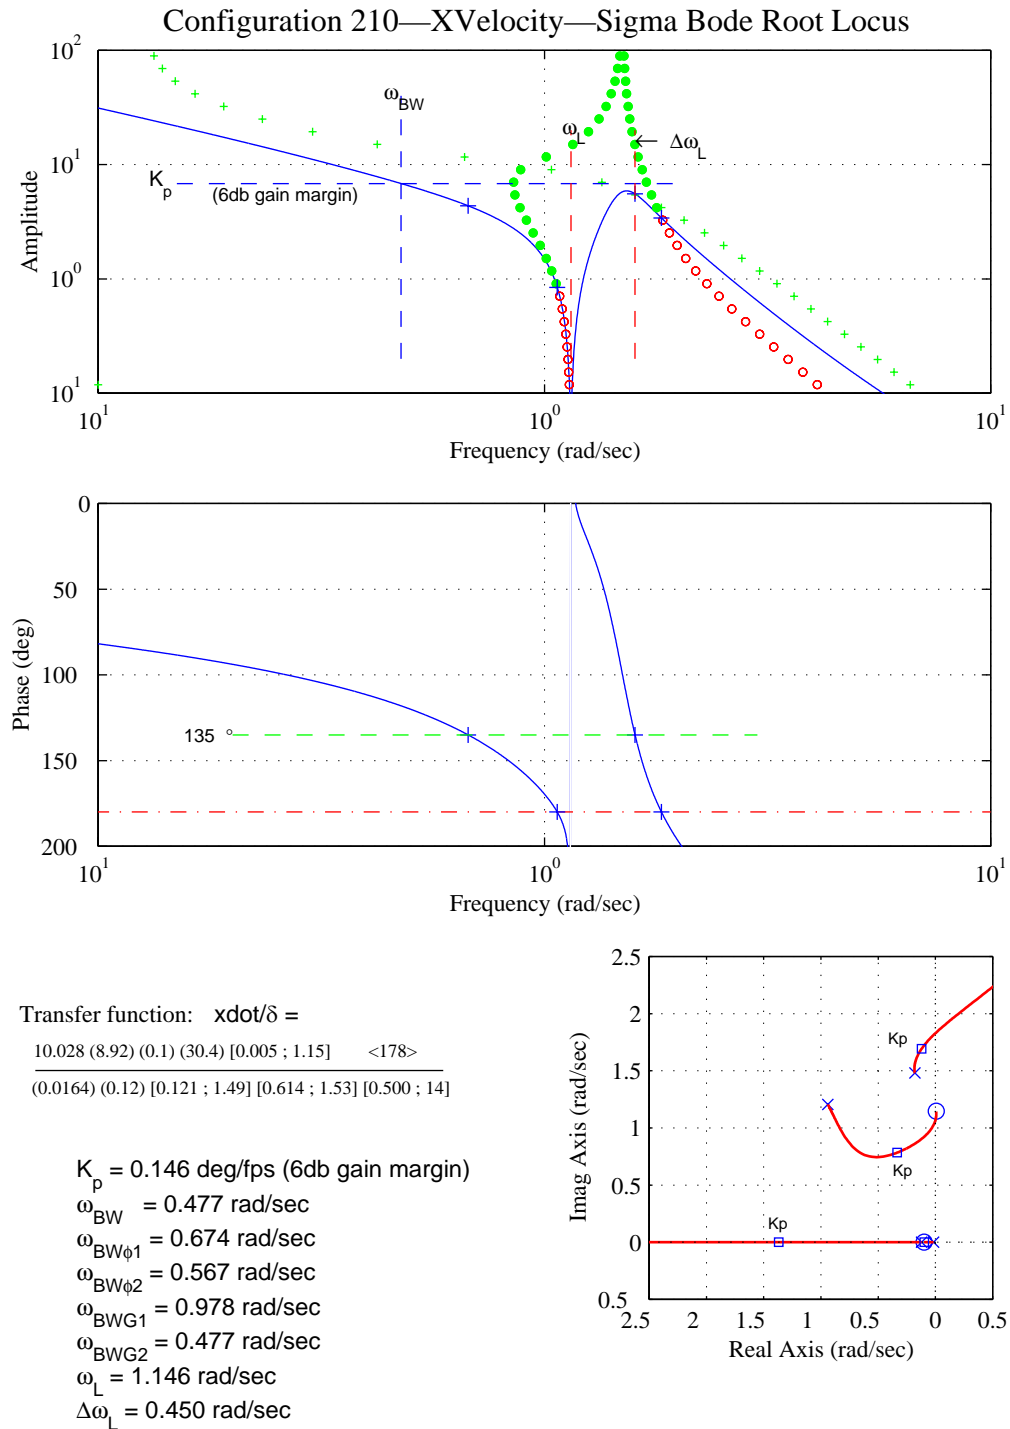 Configuration 210—XVelocity—Sigma Bode Root Locus
10²
ω_BW
ω_L
Δω_L
10¹
K_p
(6db gain margin)
Amplitude
10⁰
10¹
10¹
10⁰
10¹
Frequency (rad/sec)
0
50
100
Phase (deg)
135 °
150
200
10¹
10⁰
10¹
Frequency (rad/sec)
Transfer function: xdot/δ =
10.028 (8.92) (0.1) (30.4) [0.005 ; 1.15] <178>
(0.0164) (0.12) [0.121 ; 1.49] [0.614 ; 1.53] [0.500 ; 14]
K_p = 0.146 deg/fps (6db gain margin)
ω_BW = 0.477 rad/sec
ω_BWϕ1 = 0.674 rad/sec
ω_BWϕ2 = 0.567 rad/sec
ω_BWG1 = 0.978 rad/sec
ω_BWG2 = 0.477 rad/sec
ω_L = 1.146 rad/sec
Δω_L = 0.450 rad/sec
2.5
2
Kp
1.5
Imag Axis (rad/sec)
1
Kp
0.5
Kp
0
0.5
2.5 2 1.5 1 0.5 0 0.5
Real Axis (rad/sec)